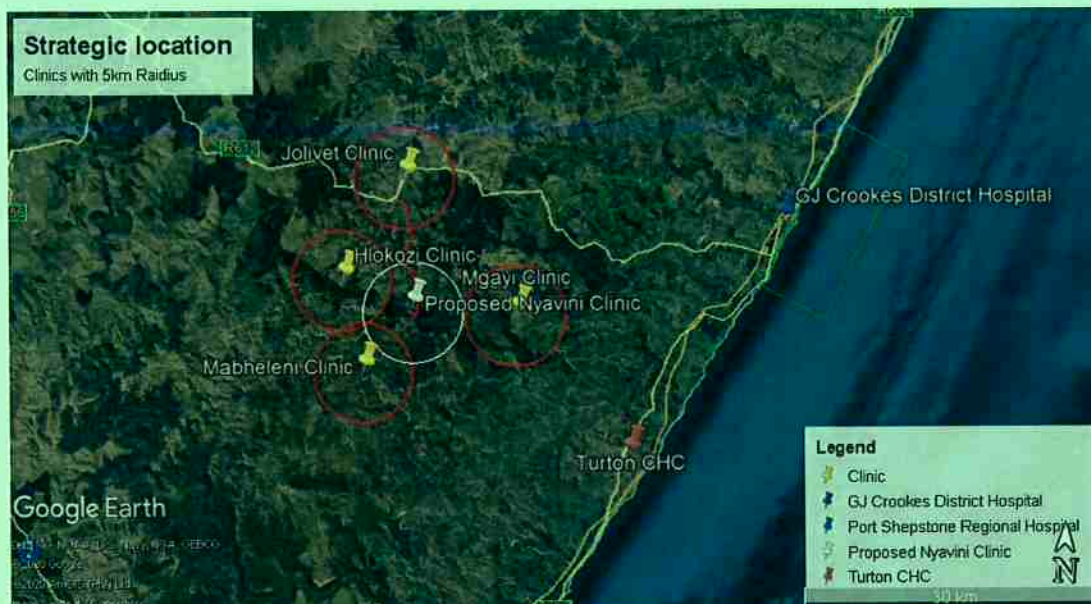 Strategic location
Clinics with 5km Raidius
Jolivet Clinic
GJ Crookes District Hospital
Hlokozi Clinic
Mgayi Clinic
Proposed Nyavini Clinic
Mabheleni Clinic
Turton CHC
Legend
Clinic
GJ Crookes District Hospital
Port Shepstone Regional Hospital
Proposed Nyavini Clinic
Turton CHC
N
30 km
Google Earth